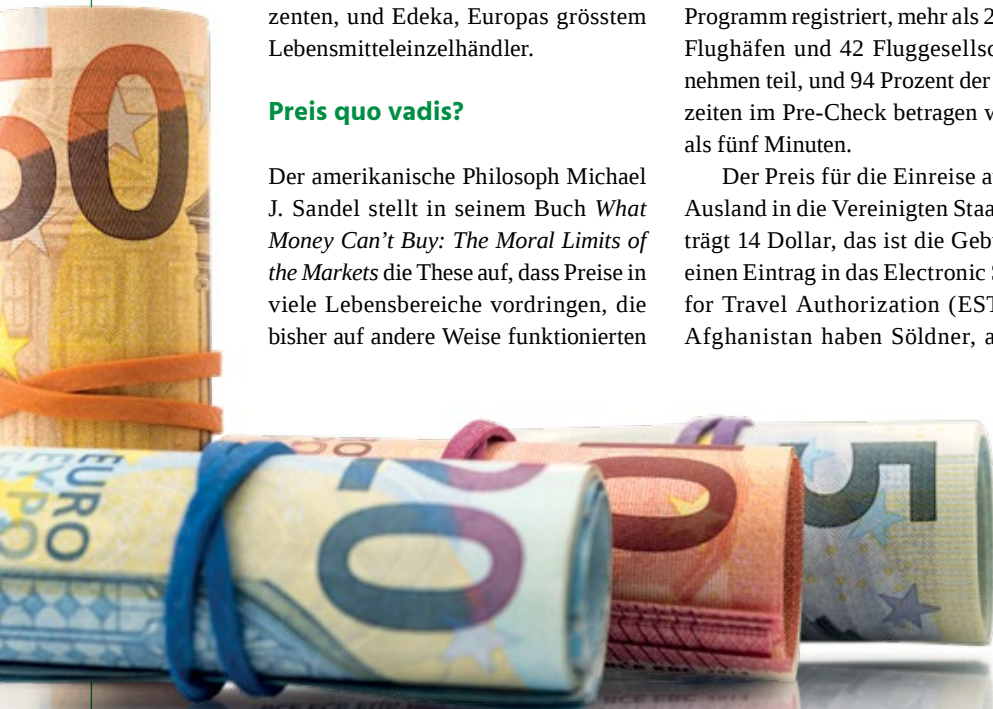 zenten, und Edeka, Europas grösstem
Lebensmitteleinzelhändler.
Preis quo vadis?
Der amerikanische Philosoph Michael
J. Sandel stellt in seinem Buch What
Money Can't Buy: The Moral Limits of
the Markets die These auf, dass Preise in
viele Lebensbereiche vordringen, die
bisher auf andere Weise funktionierten
Programm registriert, mehr als 2
Flughäfen und 42 Fluggesellsc
nehmen teil, und 94 Prozent der
zeiten im Pre-Check betragen w
als fünf Minuten.
Der Preis für die Einreise a
Ausland in die Vereinigten Staa
trägt 14 Dollar, das ist die Geb
einen Eintrag in das Electronic S
for Travel Authorization (EST
Afghanistan haben Söldner, a
50
EURO
20
10
5